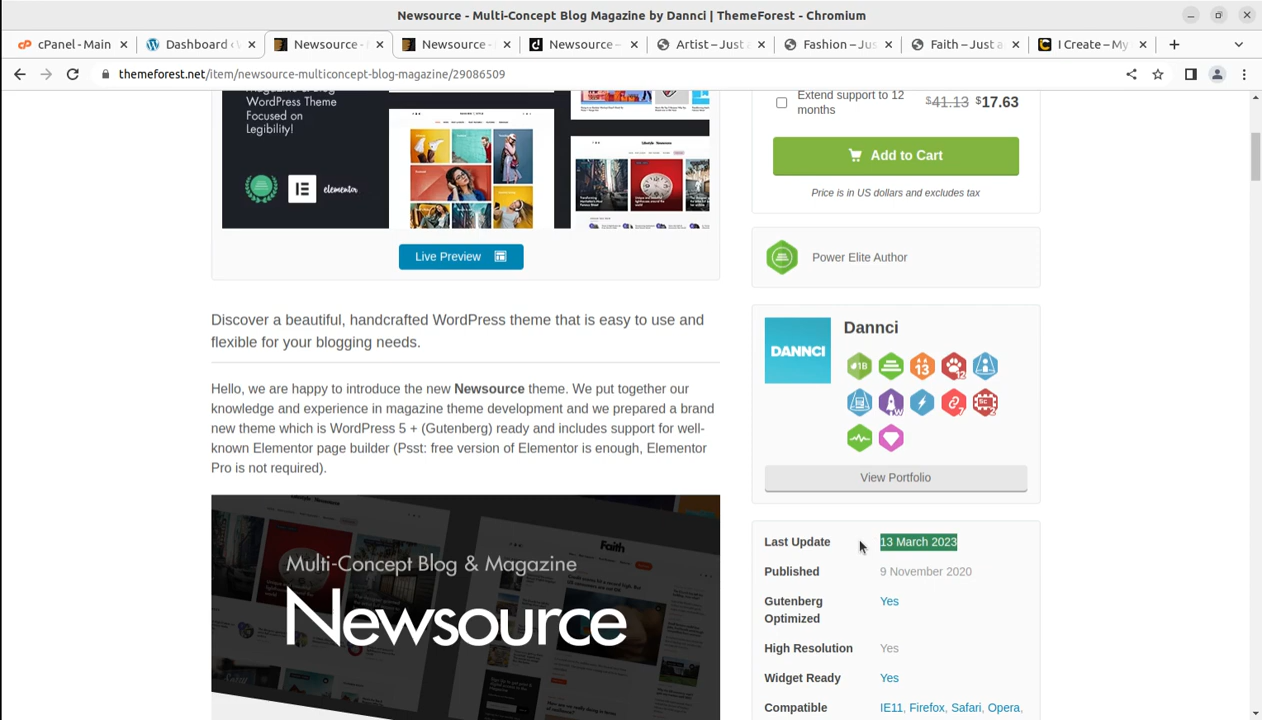 Newsource - Multi-Concept Blog Magazine by Dannci | ThemeForest - Chromium
cPanel - Main
Dashboard ‹
Newsource -
Newsource -
Newsource –
Artist – Just a
Fashion – Jus
Faith – Just a
I Create – My
themeforest.net/item/newsource-multiconcept-blog-magazine/29086509
WordPress Theme
Focused on
Legibility!
elementor
Live Preview
Extend support to 12
months
$41.13 $17.63
Add to Cart
Price is in US dollars and excludes tax
Power Elite Author
DANNCI
Dannci
View Portfolio
Discover a beautiful, handcrafted WordPress theme that is easy to use and
flexible for your blogging needs.
Hello, we are happy to introduce the new Newsource theme. We put together our
knowledge and experience in magazine theme development and we prepared a brand
new theme which is WordPress 5 + (Gutenberg) ready and includes support for well-
known Elementor page builder (Psst: free version of Elementor is enough, Elementor
Pro is not required).
Faith
Multi-Concept Blog & Magazine
Newsource
Last Update 13 March 2023
Published 9 November 2020
Gutenberg
Optimized Yes
High Resolution Yes
Widget Ready Yes
Compatible IE11, Firefox, Safari, Opera,